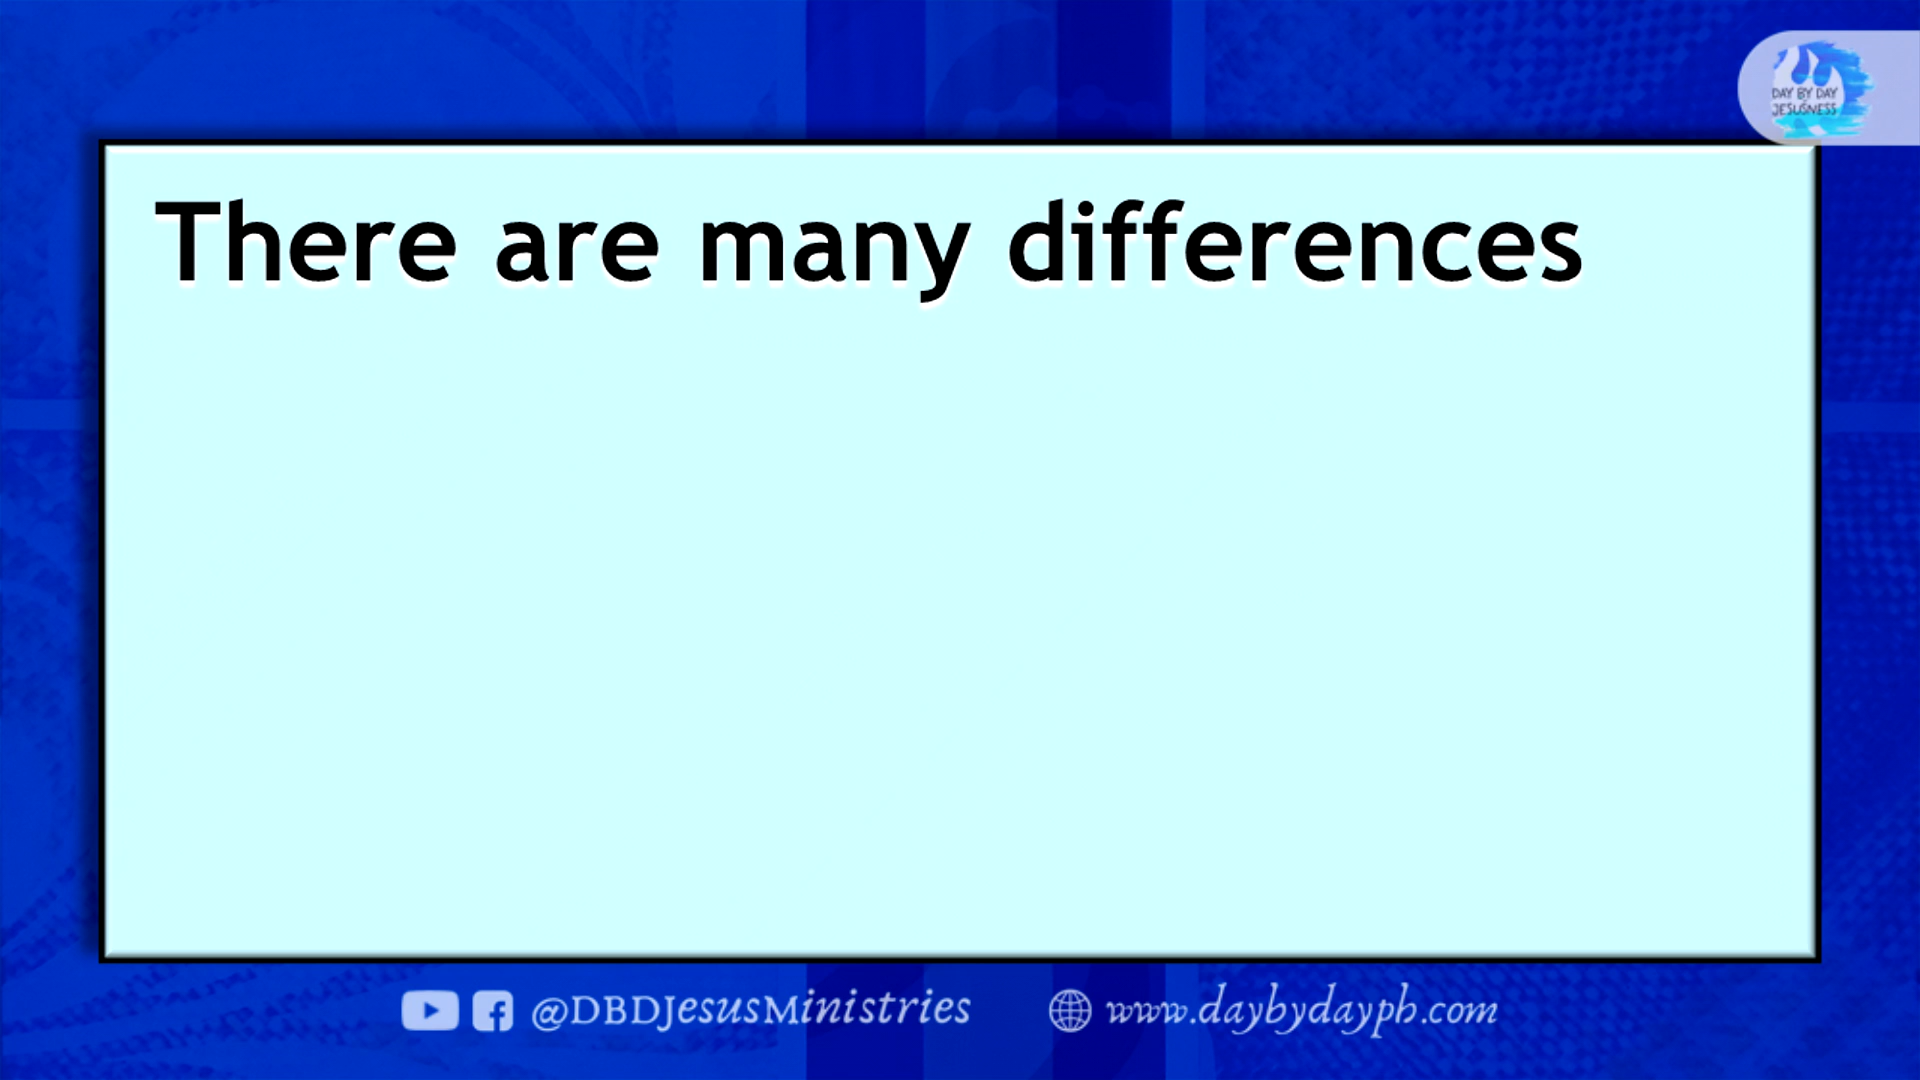 DAY BY DAY
JESUSNESS
There are many differences
@DBDJesusMinistries
www.daybydayph.com